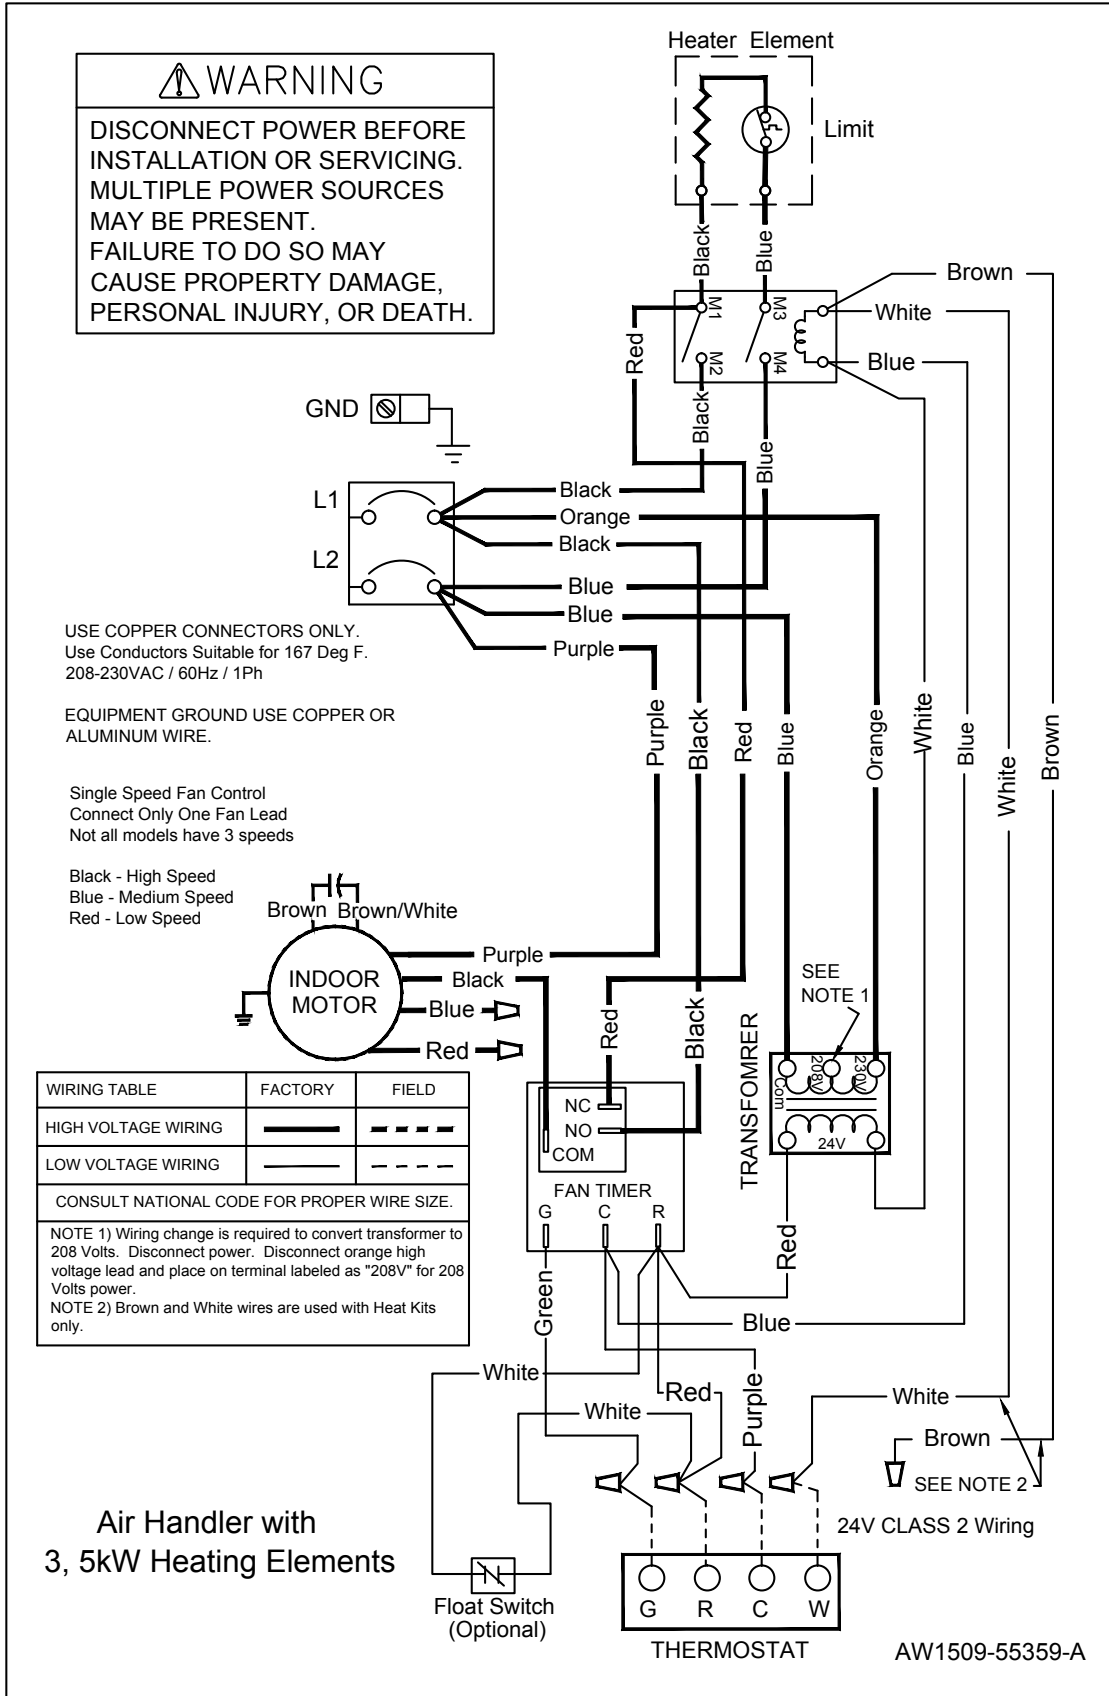 Heater Element
WARNING
DISCONNECT POWER BEFORE
INSTALLATION OR SERVICING.
MULTIPLE POWER SOURCES
MAY BE PRESENT.
FAILURE TO DO SO MAY
CAUSE PROPERTY DAMAGE,
PERSONAL INJURY, OR DEATH.
Limit
Black
Blue
Brown
White
Blue
M1
M3
M2
M4
Red
Black
Blue
GND
L1
L2
Black
Orange
Black
Blue
Blue
Purple
USE COPPER CONNECTORS ONLY.
Use Conductors Suitable for 167 Deg F.
208-230VAC / 60Hz / 1Ph
EQUIPMENT GROUND USE COPPER OR
ALUMINUM WIRE.
Purple
Black
Red
Blue
Orange
White
Blue
White
Brown
Single Speed Fan Control
Connect Only One Fan Lead
Not all models have 3 speeds
Black - High Speed
Blue - Medium Speed
Red - Low Speed
Brown
Brown/White
INDOOR
MOTOR
Purple
Black
Blue
Red
Red
Black
SEE
NOTE 1
TRANSFOMRER
Com
208V
230V
24V
NC
NO
COM
FAN TIMER
G
C
R
WIRING TABLE
FACTORY
FIELD
HIGH VOLTAGE WIRING
LOW VOLTAGE WIRING
CONSULT NATIONAL CODE FOR PROPER WIRE SIZE.
NOTE 1) Wiring change is required to convert transformer to
208 Volts. Disconnect power. Disconnect orange high
voltage lead and place on terminal labeled as "208V" for 208
Volts power.
NOTE 2) Brown and White wires are used with Heat Kits
only.
Green
Red
Blue
White
Red
Purple
White
White
Brown
SEE NOTE 2
24V CLASS 2 Wiring
Air Handler with
3, 5kW Heating Elements
Float Switch
(Optional)
G
R
C
W
THERMOSTAT
AW1509-55359-A